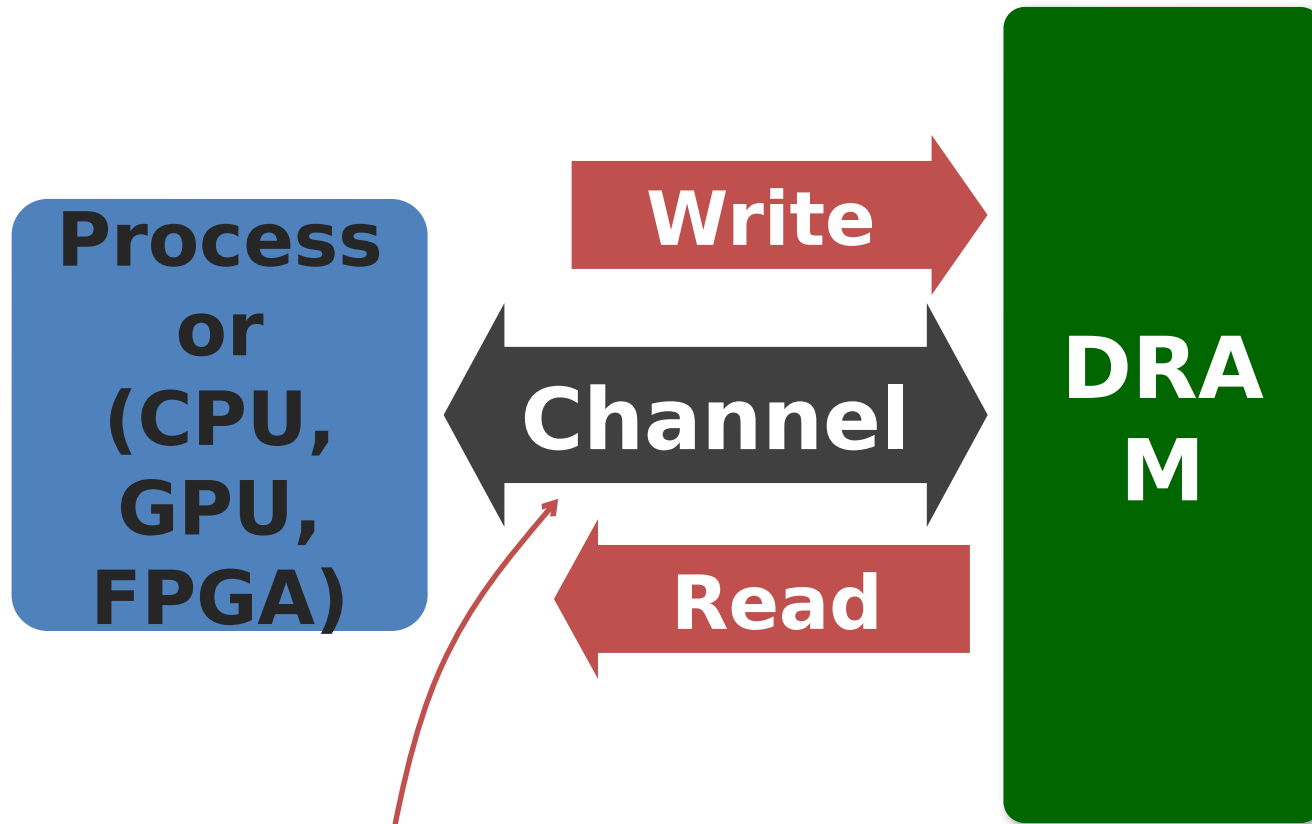 Process
or
(CPU,
GPU,
FPGA)
Write
Channel
Read
DRA
M